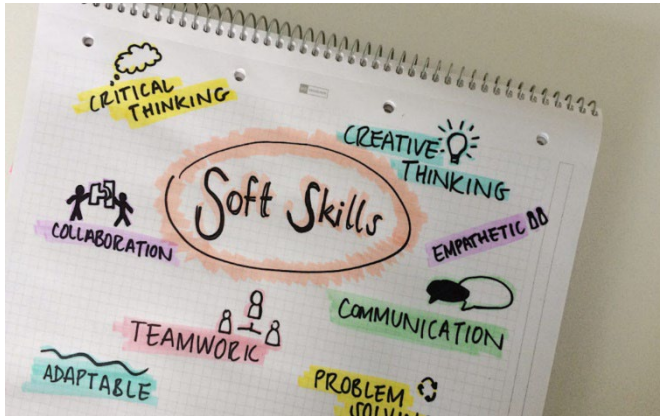 CRITICAL
THINKING
CREATIVE
THINKING
Soft Skills
COLLABORATION
EMPATHETIC
COMMUNICATION
TEAMWORK
ADAPTABLE
PROBLEM